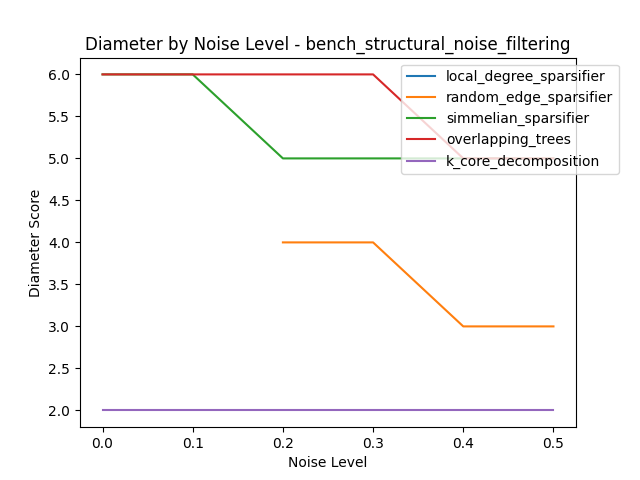 Diameter by Noise Level - bench_structural_noise_filtering
6.0
5.5
5.0
4.5
4.0
3.5
3.0
2.5
2.0
Diameter Score
0.0 0.1 0.2 0.3 0.4 0.5
Noise Level
local_degree_sparsifier
random_edge_sparsifier
simmelian_sparsifier
overlapping_trees
k_core_decomposition